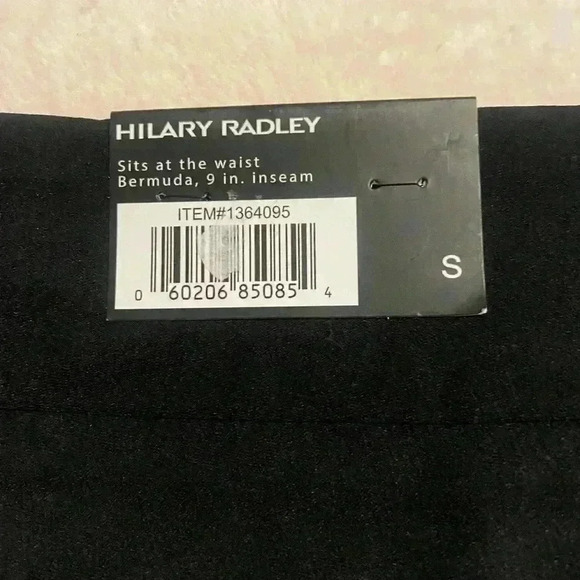 HILARY RADLEY
Sits at the waist
Bermuda, 9 in. inseam
ITEM#1364095
0 60206 85085 4
S